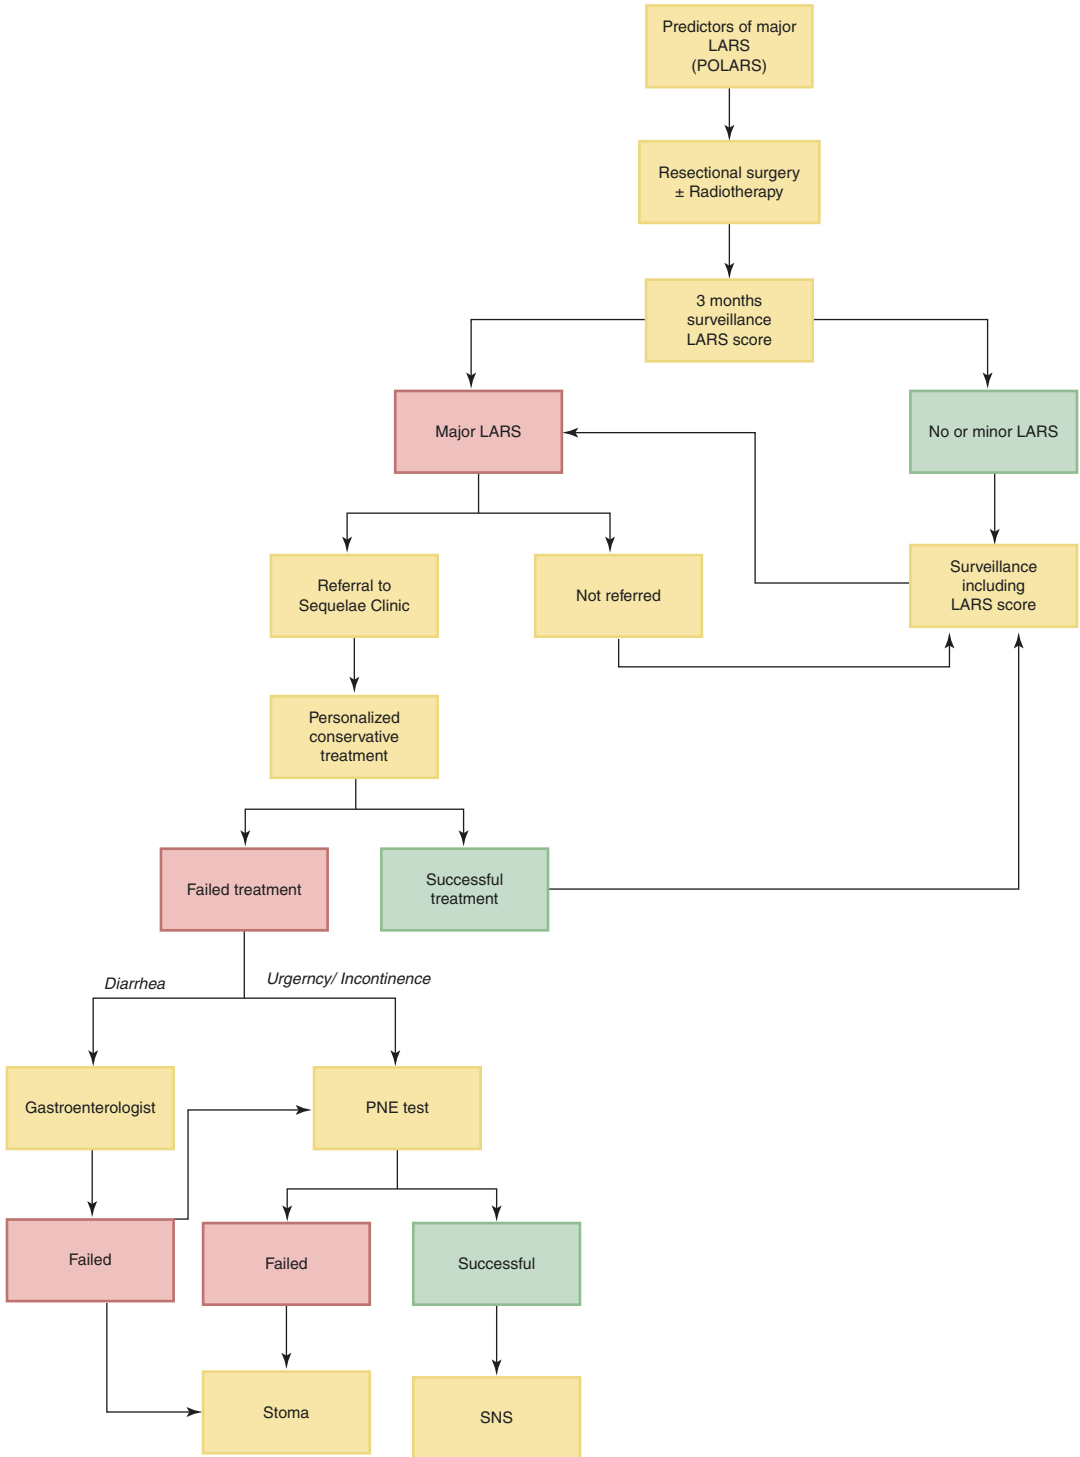 Predictors of major
LARS
(POLARS)
Resectional surgery
± Radiotherapy
3 months
surveillance
LARS score
Major LARS
No or minor LARS
Referral to
Sequelae Clinic
Not referred
Surveillance
including
LARS score
Personalized
conservative
treatment
Failed treatment
Successful
treatment
Diarrhea
Urgerncy/ Incontinence
Gastroenterologist
PNE test
Failed
Failed
Successful
Stoma
SNS